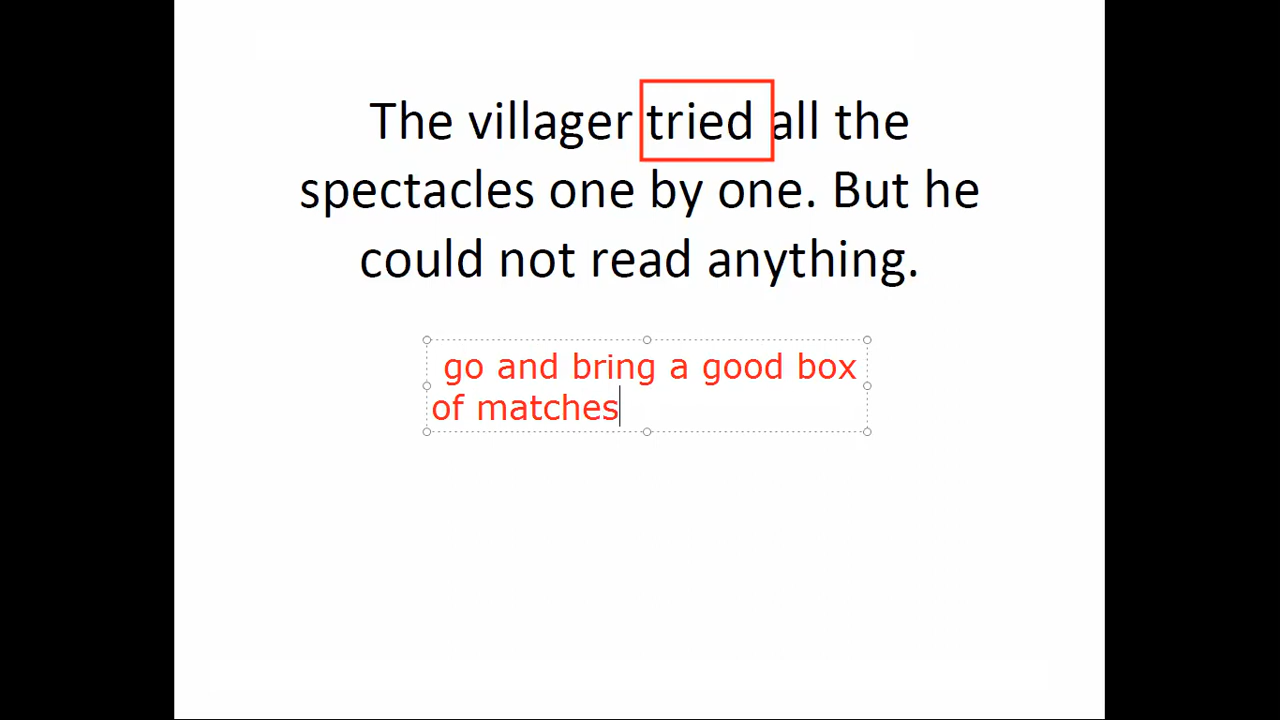 The villager tried all the
spectacles one by one. But he
could not read anything.
go and bring a good box
of matches